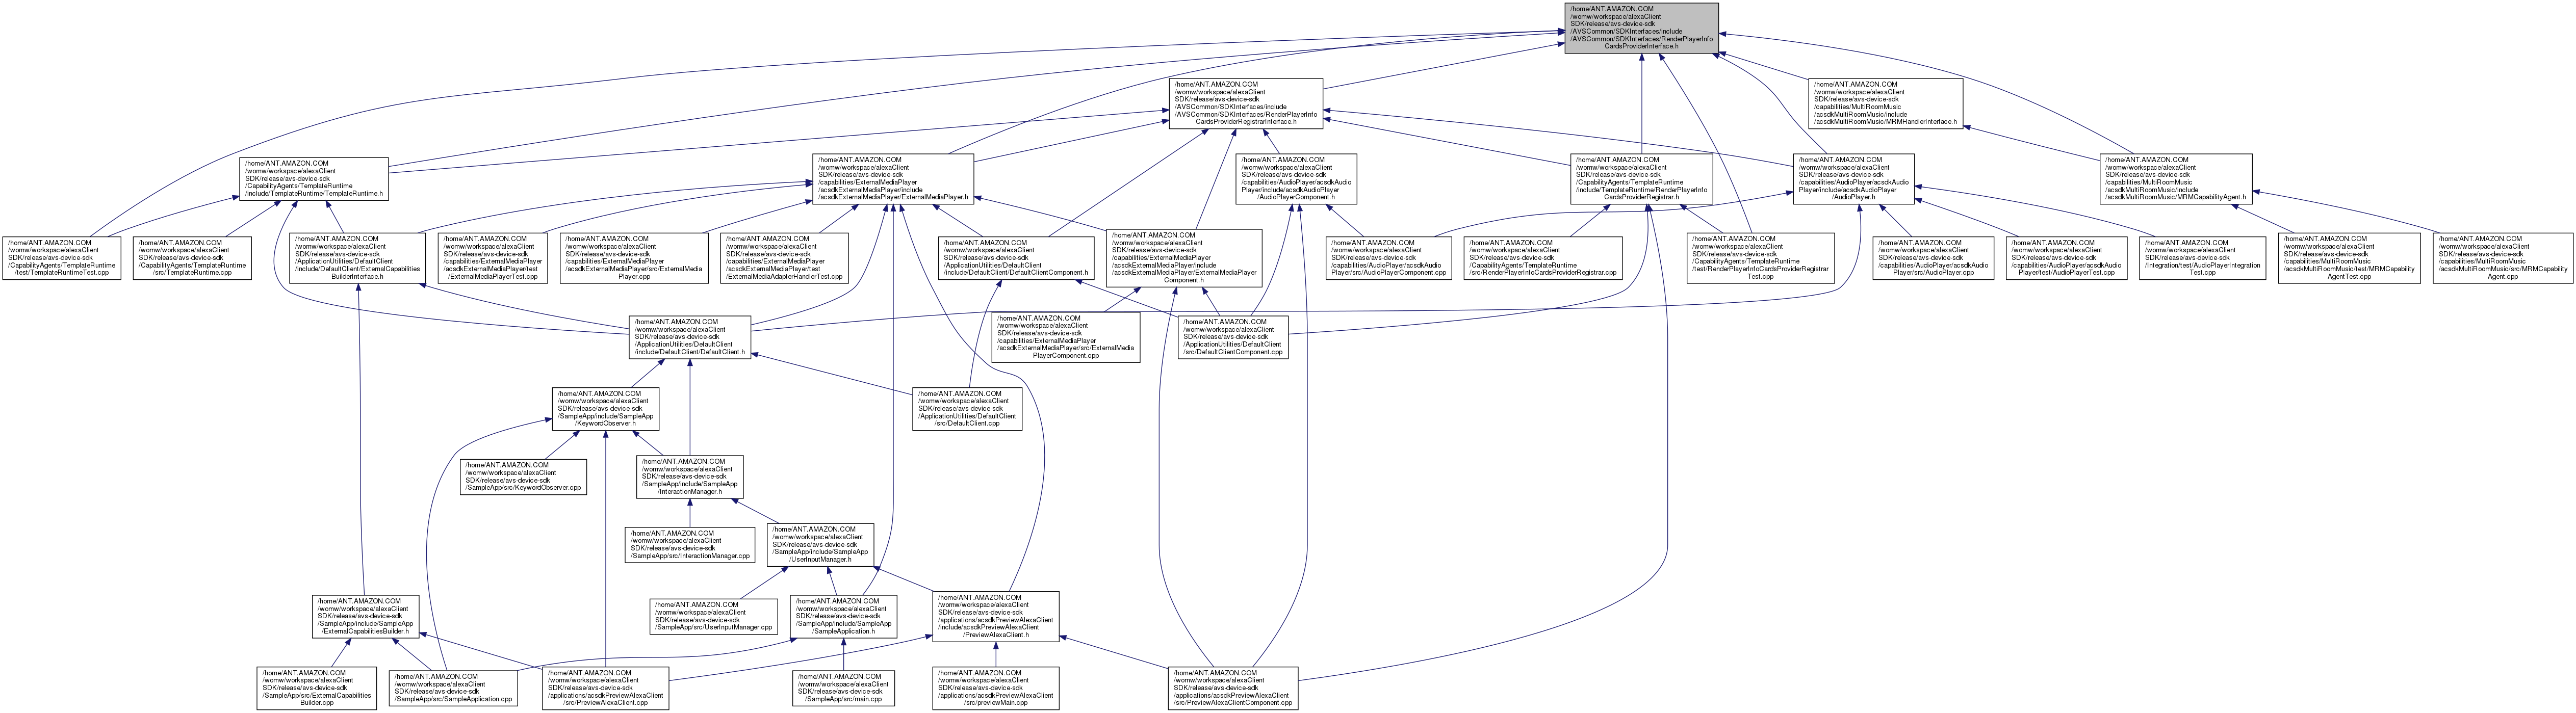 /home/ANT.AMAZON.COM
/womw/workspace/alexaClient
SDK/release/avs-device-sdk
/AVSCommon/SDKInterfaces/include
/AVSCommon/SDKInterfaces/RenderPlayerInfo
CardsProviderInterface.h
/home/ANT.AMAZON.COM
/womw/workspace/alexaClient
SDK/release/avs-device-sdk
/AVSCommon/SDKInterfaces/include
/AVSCommon/SDKInterfaces/RenderPlayerInfo
CardsProviderRegistrarInterface.h
/home/ANT.AMAZON.COM
/womw/workspace/alexaClient
SDK/release/avs-device-sdk
/capabilities/MultiRoomMusic
/acsdkMultiRoomMusic/include
/acsdkMultiRoomMusic/MRMHandlerInterface.h
/home/ANT.AMAZON.COM
/womw/workspace/alexaClient
SDK/release/avs-device-sdk
/CapabilityAgents/TemplateRuntime
/include/TemplateRuntime/TemplateRuntime.h
/home/ANT.AMAZON.COM
/womw/workspace/alexaClient
SDK/release/avs-device-sdk
/capabilities/ExternalMediaPlayer
/acsdkExternalMediaPlayer/include
/acsdkExternalMediaPlayer/ExternalMediaPlayer.h
/home/ANT.AMAZON.COM
/womw/workspace/alexaClient
SDK/release/avs-device-sdk
/capabilities/AudioPlayer/acsdkAudio
Player/include/acsdkAudioPlayer
/AudioPlayerComponent.h
/home/ANT.AMAZON.COM
/womw/workspace/alexaClient
SDK/release/avs-device-sdk
/CapabilityAgents/TemplateRuntime
/include/TemplateRuntime/RenderPlayerInfo
CardsProviderRegistrar.h
/home/ANT.AMAZON.COM
/womw/workspace/alexaClient
SDK/release/avs-device-sdk
/capabilities/AudioPlayer/acsdkAudio
Player/include/acsdkAudioPlayer
/AudioPlayer.h
/home/ANT.AMAZON.COM
/womw/workspace/alexaClient
SDK/release/avs-device-sdk
/capabilities/MultiRoomMusic
/acsdkMultiRoomMusic/include
/acsdkMultiRoomMusic/MRMCapabilityAgent.h
/home/ANT.AMAZON.COM
/womw/workspace/alexaClient
SDK/release/avs-device-sdk
/CapabilityAgents/TemplateRuntime
/test/TemplateRuntimeTest.cpp
/home/ANT.AMAZON.COM
/womw/workspace/alexaClient
SDK/release/avs-device-sdk
/CapabilityAgents/TemplateRuntime
/src/TemplateRuntime.cpp
/home/ANT.AMAZON.COM
/womw/workspace/alexaClient
SDK/release/avs-device-sdk
/ApplicationUtilities/DefaultClient
/include/DefaultClient/ExternalCapabilities
BuilderInterface.h
/home/ANT.AMAZON.COM
/womw/workspace/alexaClient
SDK/release/avs-device-sdk
/capabilities/ExternalMediaPlayer
/acsdkExternalMediaPlayer/test
/ExternalMediaPlayerTest.cpp
/home/ANT.AMAZON.COM
/womw/workspace/alexaClient
SDK/release/avs-device-sdk
/capabilities/ExternalMediaPlayer
/acsdkExternalMediaPlayer/src/ExternalMedia
Player.cpp
/home/ANT.AMAZON.COM
/womw/workspace/alexaClient
SDK/release/avs-device-sdk
/capabilities/ExternalMediaPlayer
/acsdkExternalMediaPlayer/test
/ExternalMediaAdapterHandlerTest.cpp
/home/ANT.AMAZON.COM
/womw/workspace/alexaClient
SDK/release/avs-device-sdk
/ApplicationUtilities/DefaultClient
/include/DefaultClient/DefaultClientComponent.h
/home/ANT.AMAZON.COM
/womw/workspace/alexaClient
SDK/release/avs-device-sdk
/capabilities/ExternalMediaPlayer
/acsdkExternalMediaPlayer/include
/acsdkExternalMediaPlayer/ExternalMediaPlayer
Component.h
/home/ANT.AMAZON.COM
/womw/workspace/alexaClient
SDK/release/avs-device-sdk
/capabilities/AudioPlayer/acsdkAudio
Player/src/AudioPlayerComponent.cpp
/home/ANT.AMAZON.COM
/womw/workspace/alexaClient
SDK/release/avs-device-sdk
/CapabilityAgents/TemplateRuntime
/src/RenderPlayerInfoCardsProviderRegistrar.cpp
/home/ANT.AMAZON.COM
/womw/workspace/alexaClient
SDK/release/avs-device-sdk
/CapabilityAgents/TemplateRuntime
/test/RenderPlayerInfoCardsProviderRegistrar
Test.cpp
/home/ANT.AMAZON.COM
/womw/workspace/alexaClient
SDK/release/avs-device-sdk
/capabilities/AudioPlayer/acsdkAudio
Player/src/AudioPlayer.cpp
/home/ANT.AMAZON.COM
/womw/workspace/alexaClient
SDK/release/avs-device-sdk
/capabilities/AudioPlayer/acsdkAudio
Player/test/AudioPlayerTest.cpp
/home/ANT.AMAZON.COM
/womw/workspace/alexaClient
SDK/release/avs-device-sdk
/Integration/test/AudioPlayerIntegration
Test.cpp
/home/ANT.AMAZON.COM
/womw/workspace/alexaClient
SDK/release/avs-device-sdk
/capabilities/MultiRoomMusic
/acsdkMultiRoomMusic/test/MRMCapability
AgentTest.cpp
/home/ANT.AMAZON.COM
/womw/workspace/alexaClient
SDK/release/avs-device-sdk
/capabilities/MultiRoomMusic
/acsdkMultiRoomMusic/src/MRMCapability
Agent.cpp
/home/ANT.AMAZON.COM
/womw/workspace/alexaClient
SDK/release/avs-device-sdk
/ApplicationUtilities/DefaultClient
/include/DefaultClient/DefaultClient.h
/home/ANT.AMAZON.COM
/womw/workspace/alexaClient
SDK/release/avs-device-sdk
/capabilities/ExternalMediaPlayer
/acsdkExternalMediaPlayer/src/ExternalMedia
PlayerComponent.cpp
/home/ANT.AMAZON.COM
/womw/workspace/alexaClient
SDK/release/avs-device-sdk
/ApplicationUtilities/DefaultClient
/src/DefaultClientComponent.cpp
/home/ANT.AMAZON.COM
/womw/workspace/alexaClient
SDK/release/avs-device-sdk
/SampleApp/include/SampleApp
/KeywordObserver.h
/home/ANT.AMAZON.COM
/womw/workspace/alexaClient
SDK/release/avs-device-sdk
/ApplicationUtilities/DefaultClient
/src/DefaultClient.cpp
/home/ANT.AMAZON.COM
/womw/workspace/alexaClient
SDK/release/avs-device-sdk
/SampleApp/src/KeywordObserver.cpp
/home/ANT.AMAZON.COM
/womw/workspace/alexaClient
SDK/release/avs-device-sdk
/SampleApp/include/SampleApp
/InteractionManager.h
/home/ANT.AMAZON.COM
/womw/workspace/alexaClient
SDK/release/avs-device-sdk
/SampleApp/src/InteractionManager.cpp
/home/ANT.AMAZON.COM
/womw/workspace/alexaClient
SDK/release/avs-device-sdk
/SampleApp/include/SampleApp
/UserInputManager.h
/home/ANT.AMAZON.COM
/womw/workspace/alexaClient
SDK/release/avs-device-sdk
/SampleApp/include/SampleApp
/ExternalCapabilitiesBuilder.h
/home/ANT.AMAZON.COM
/womw/workspace/alexaClient
SDK/release/avs-device-sdk
/SampleApp/src/UserInputManager.cpp
/home/ANT.AMAZON.COM
/womw/workspace/alexaClient
SDK/release/avs-device-sdk
/SampleApp/include/SampleApp
/SampleApplication.h
/home/ANT.AMAZON.COM
/womw/workspace/alexaClient
SDK/release/avs-device-sdk
/applications/acsdkPreviewAlexaClient
/include/acsdkPreviewAlexaClient
/PreviewAlexaClient.h
/home/ANT.AMAZON.COM
/womw/workspace/alexaClient
SDK/release/avs-device-sdk
/SampleApp/src/ExternalCapabilities
Builder.cpp
/home/ANT.AMAZON.COM
/womw/workspace/alexaClient
SDK/release/avs-device-sdk
/SampleApp/src/SampleApplication.cpp
/home/ANT.AMAZON.COM
/womw/workspace/alexaClient
SDK/release/avs-device-sdk
/applications/acsdkPreviewAlexaClient
/src/PreviewAlexaClient.cpp
/home/ANT.AMAZON.COM
/womw/workspace/alexaClient
SDK/release/avs-device-sdk
/SampleApp/src/main.cpp
/home/ANT.AMAZON.COM
/womw/workspace/alexaClient
SDK/release/avs-device-sdk
/applications/acsdkPreviewAlexaClient
/src/previewMain.cpp
/home/ANT.AMAZON.COM
/womw/workspace/alexaClient
SDK/release/avs-device-sdk
/applications/acsdkPreviewAlexaClient
/src/PreviewAlexaClientComponent.cpp